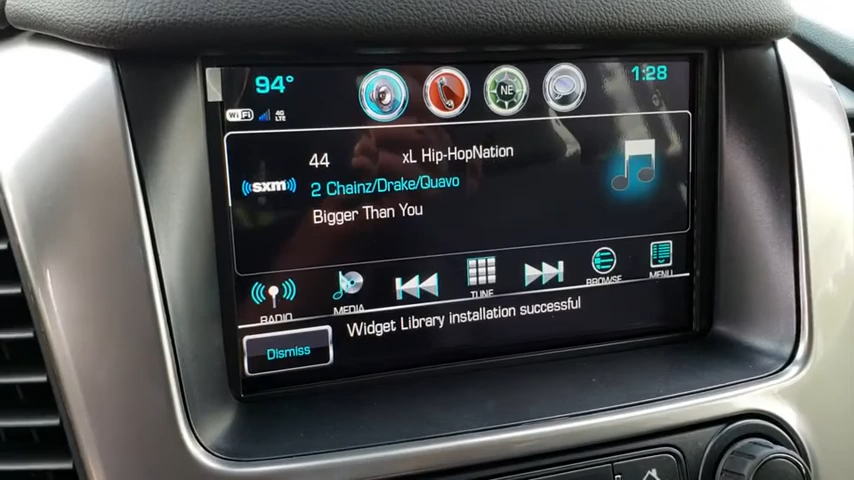 94°
NE
1:28
WiFi
4G
LTE
44
xL Hip-HopNation
((sxm))
2 Chainz/Drake/Quavo
Bigger Than You
RADIO
MEDIA
TUNE
BROWSE
MENU
Widget Library installation successful
Dismiss